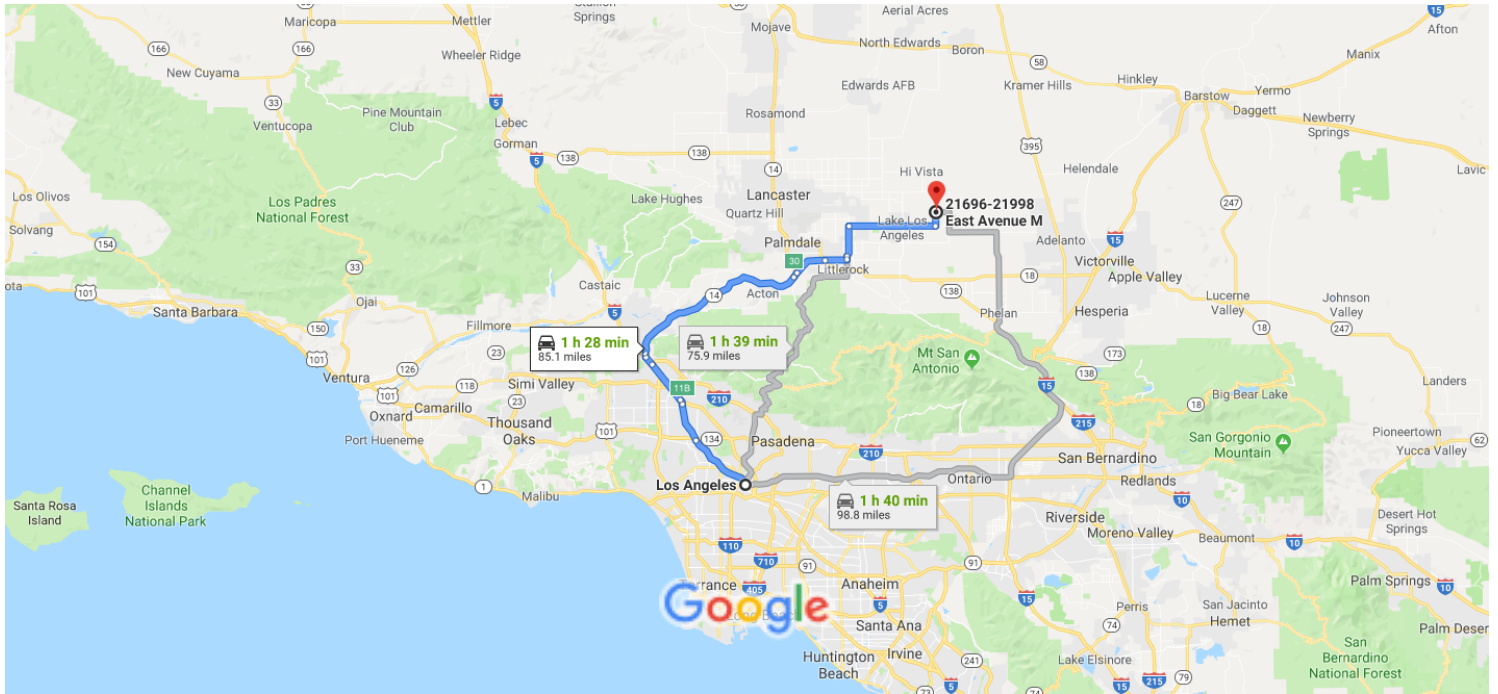 Maricopa
Mettler
Springs
Aerial Acres
15
Afton
166
Mojave
North Edwards
Boron
58
Manix
166
New Cuyama
Wheeler Ridge
Edwards AFB
Kramer Hills
Hinkley
Yermo
Barstow
Daggett
33
Pine Mountain
Club
5
Rosamond
Newberry
Springs
Ventucopa
Lebec
Gorman
138
138
395
Helendale
5
14
Hi Vista
Lavic
Los Olivos
Los Padres
National Forest
Lake Hughes
Lancaster
Quartz Hill
21696-21998
East Avenue M
247
Solvang
154
Lake Los
Angeles
Adelanto
15
Palmdale
Victorville
Apple Valley
33
30
Littlerock
18
101
Castaic
14
Acton
138
Lucerne
Valley
Johnson
Valley
Santa Barbara
Ojai
5
Phelan
Hesperia
18
247
150
Fillmore
1 h 28 min
85.1 miles
1 h 39 min
75.9 miles
Mt San
Antonio
173
101
Ventura
126
118
Simi Valley
11B
210
15
138
Landers
Oxnard
Camarillo
23
18
Big Bear Lake
Port Hueneme
Thousand
Oaks
101
134
Pasadena
215
San Gorgonio
Mountain
Pioneertown
62
210
210
San Bernardino
Yucca Valley
1
Malibu
Los Angeles
Ontario
Redlands
10
Santa Rosa
Island
Channel
Islands
National Park
1 h 40 min
98.8 miles
Riverside
Moreno Valley
Beaumont
10
Desert Hot
Springs
110
710
91
91
Torrance
405
Anaheim
5
15
Perris
San Jacinto
Hemet
Palm Springs
10
Google
Long Beach
Santa Ana
74
74
Palm Deser
Huntington
Beach
Irvine
241
5
Lake Elsinore
15
215
79
San
Bernardino
National Forest